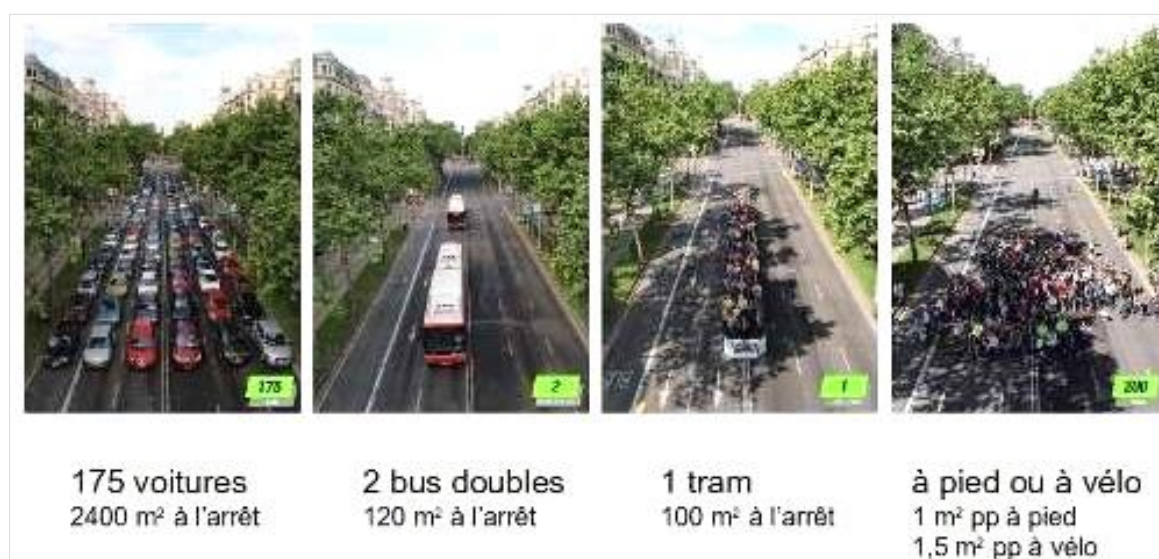 175
2
1
200
175 voitures
2400 m² à l'arrêt
2 bus doubles
120 m² à l'arrêt
1 tram
100 m² à l'arrêt
à pied ou à vélo
1 m² pp à pied
1,5 m² pp à vélo